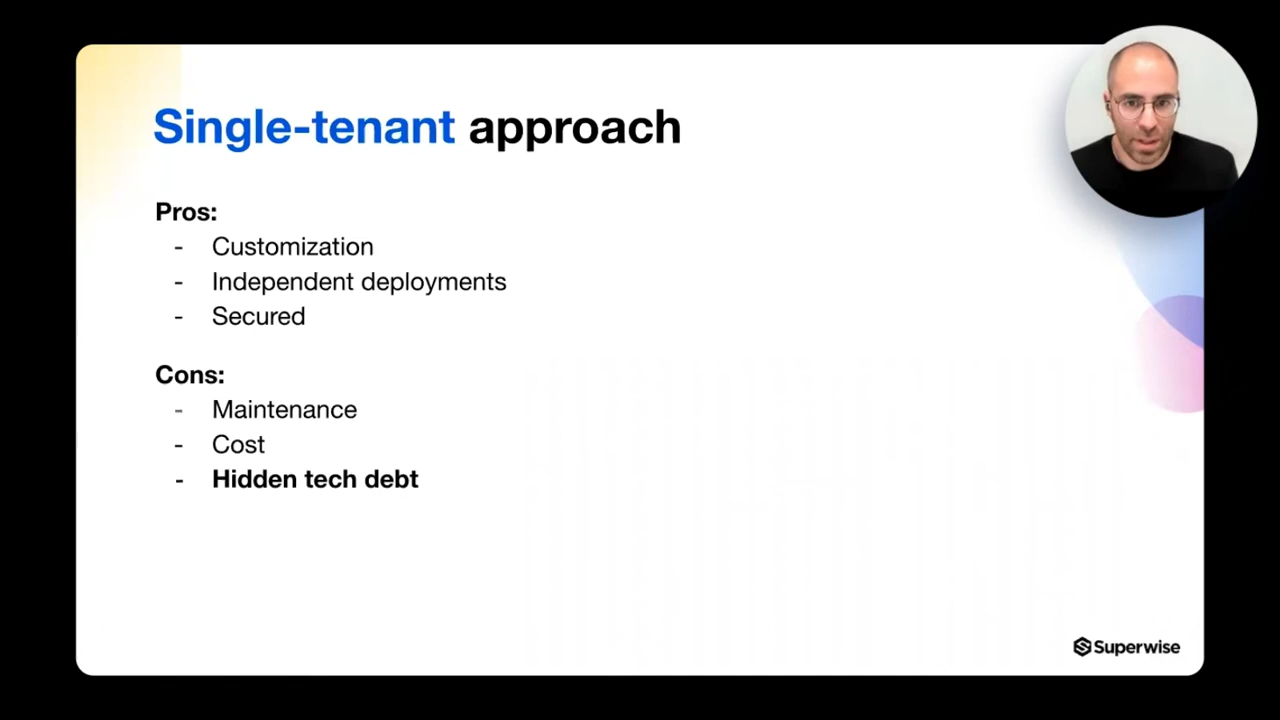 Single-tenant approach
Pros:
- Customization
- Independent deployments
- Secured
Cons:
- Maintenance
- Cost
- Hidden tech debt
Superwise